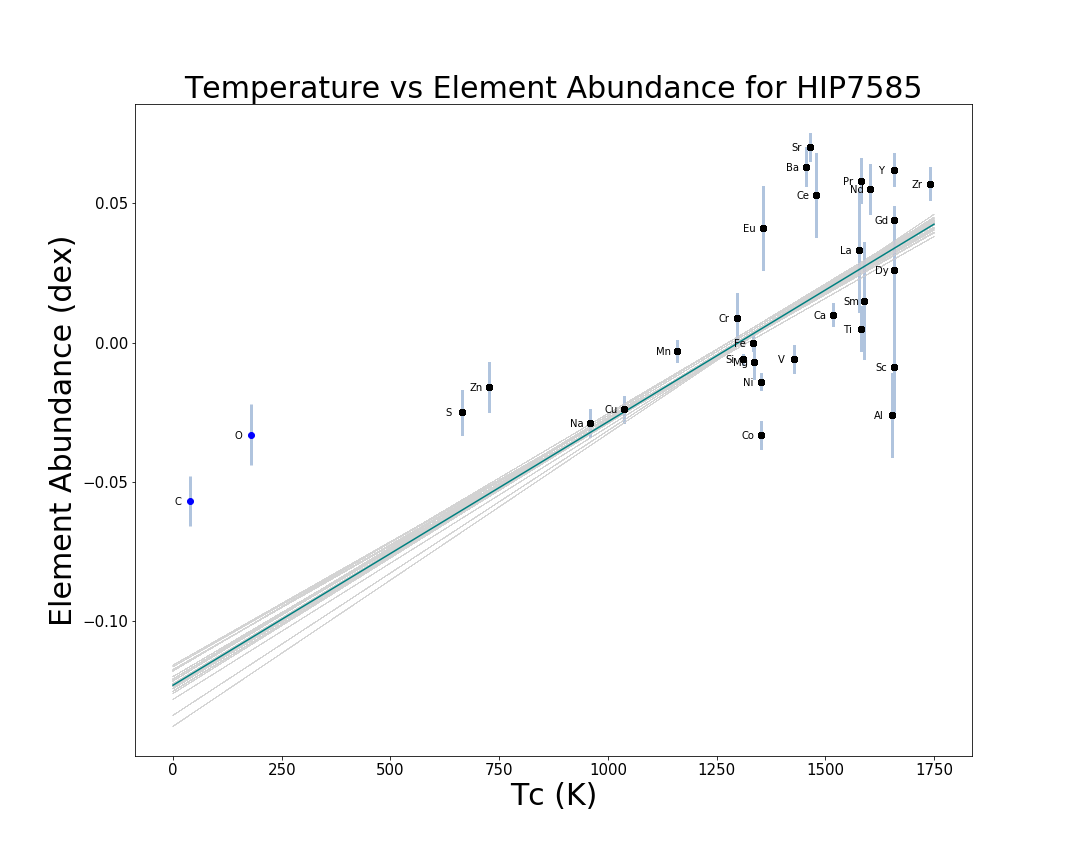 Temperature vs Element Abundance for HIP7585
Element Abundance (dex)
0.05
0.00
−0.05
−0.10
Sr
Ba
Ce
Pr
Nd
Y
Zr
Eu
Gd
La
Dy
Sm
Ca
Ti
Cr
Fe
Mn
Si
Mg
V
Sc
Ni
Zn
S
Cu
Na
Al
Co
O
C
0 250 500 750 1000 1250 1500 1750
Tc (K)